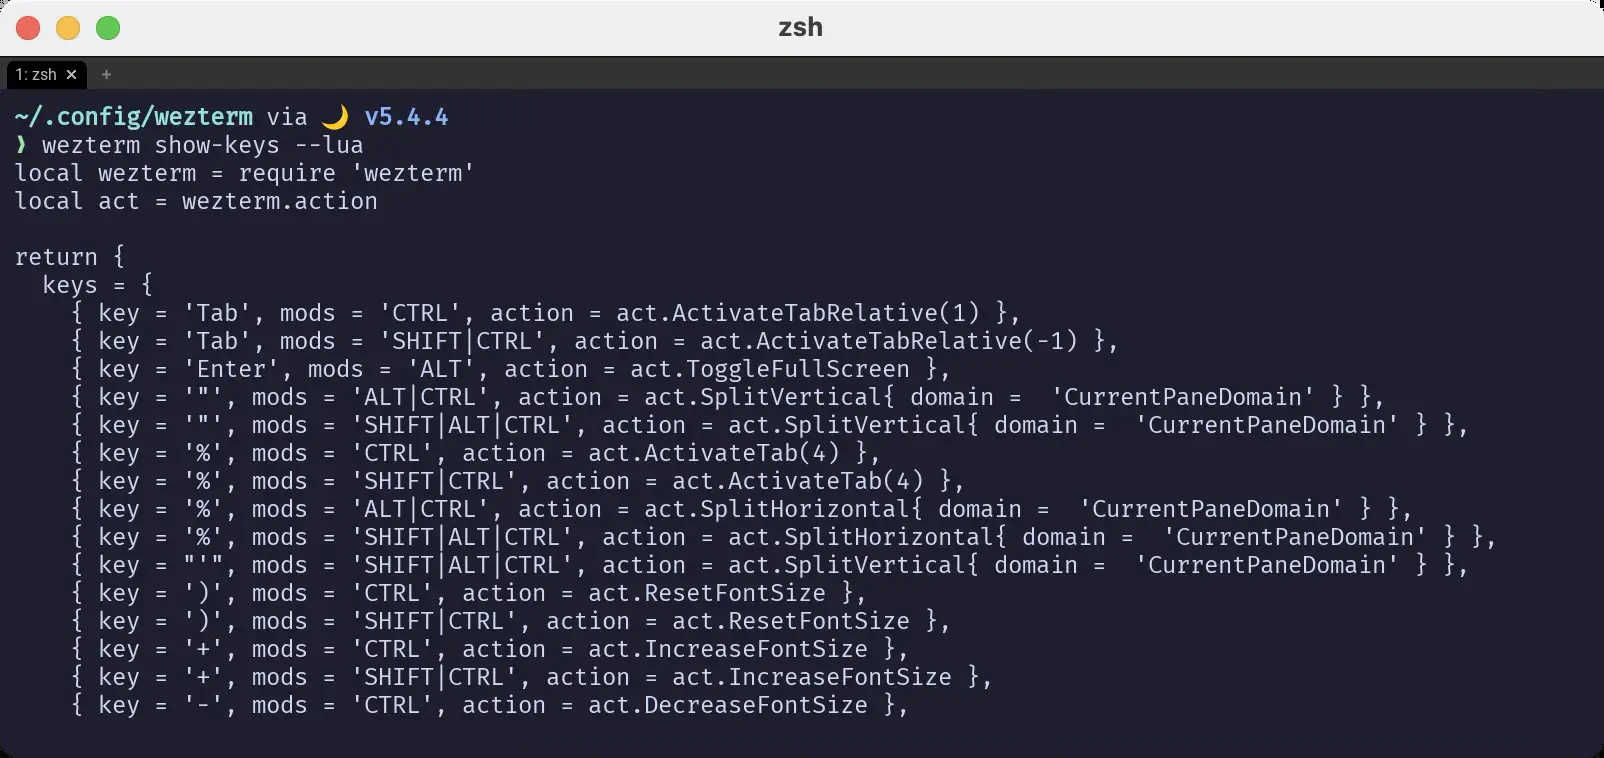 zsh
1: zsh ✕ +
~/.config/wezterm via 🌙 v5.4.4
❯ wezterm show-keys --lua
local wezterm = require 'wezterm'
local act = wezterm.action

return {
  keys = {
    { key = 'Tab', mods = 'CTRL', action = act.ActivateTabRelative(1) },
    { key = 'Tab', mods = 'SHIFT|CTRL', action = act.ActivateTabRelative(-1) },
    { key = 'Enter', mods = 'ALT', action = act.ToggleFullScreen },
    { key = '"', mods = 'ALT|CTRL', action = act.SplitVertical{ domain =  'CurrentPaneDomain' } },
    { key = '"', mods = 'SHIFT|ALT|CTRL', action = act.SplitVertical{ domain =  'CurrentPaneDomain' } },
    { key = '%', mods = 'CTRL', action = act.ActivateTab(4) },
    { key = '%', mods = 'SHIFT|CTRL', action = act.ActivateTab(4) },
    { key = '%', mods = 'ALT|CTRL', action = act.SplitHorizontal{ domain =  'CurrentPaneDomain' } },
    { key = '%', mods = 'SHIFT|ALT|CTRL', action = act.SplitHorizontal{ domain =  'CurrentPaneDomain' } },
    { key = "'", mods = 'SHIFT|ALT|CTRL', action = act.SplitVertical{ domain =  'CurrentPaneDomain' } },
    { key = ')', mods = 'CTRL', action = act.ResetFontSize },
    { key = ')', mods = 'SHIFT|CTRL', action = act.ResetFontSize },
    { key = '+', mods = 'CTRL', action = act.IncreaseFontSize },
    { key = '+', mods = 'SHIFT|CTRL', action = act.IncreaseFontSize },
    { key = '-', mods = 'CTRL', action = act.DecreaseFontSize },